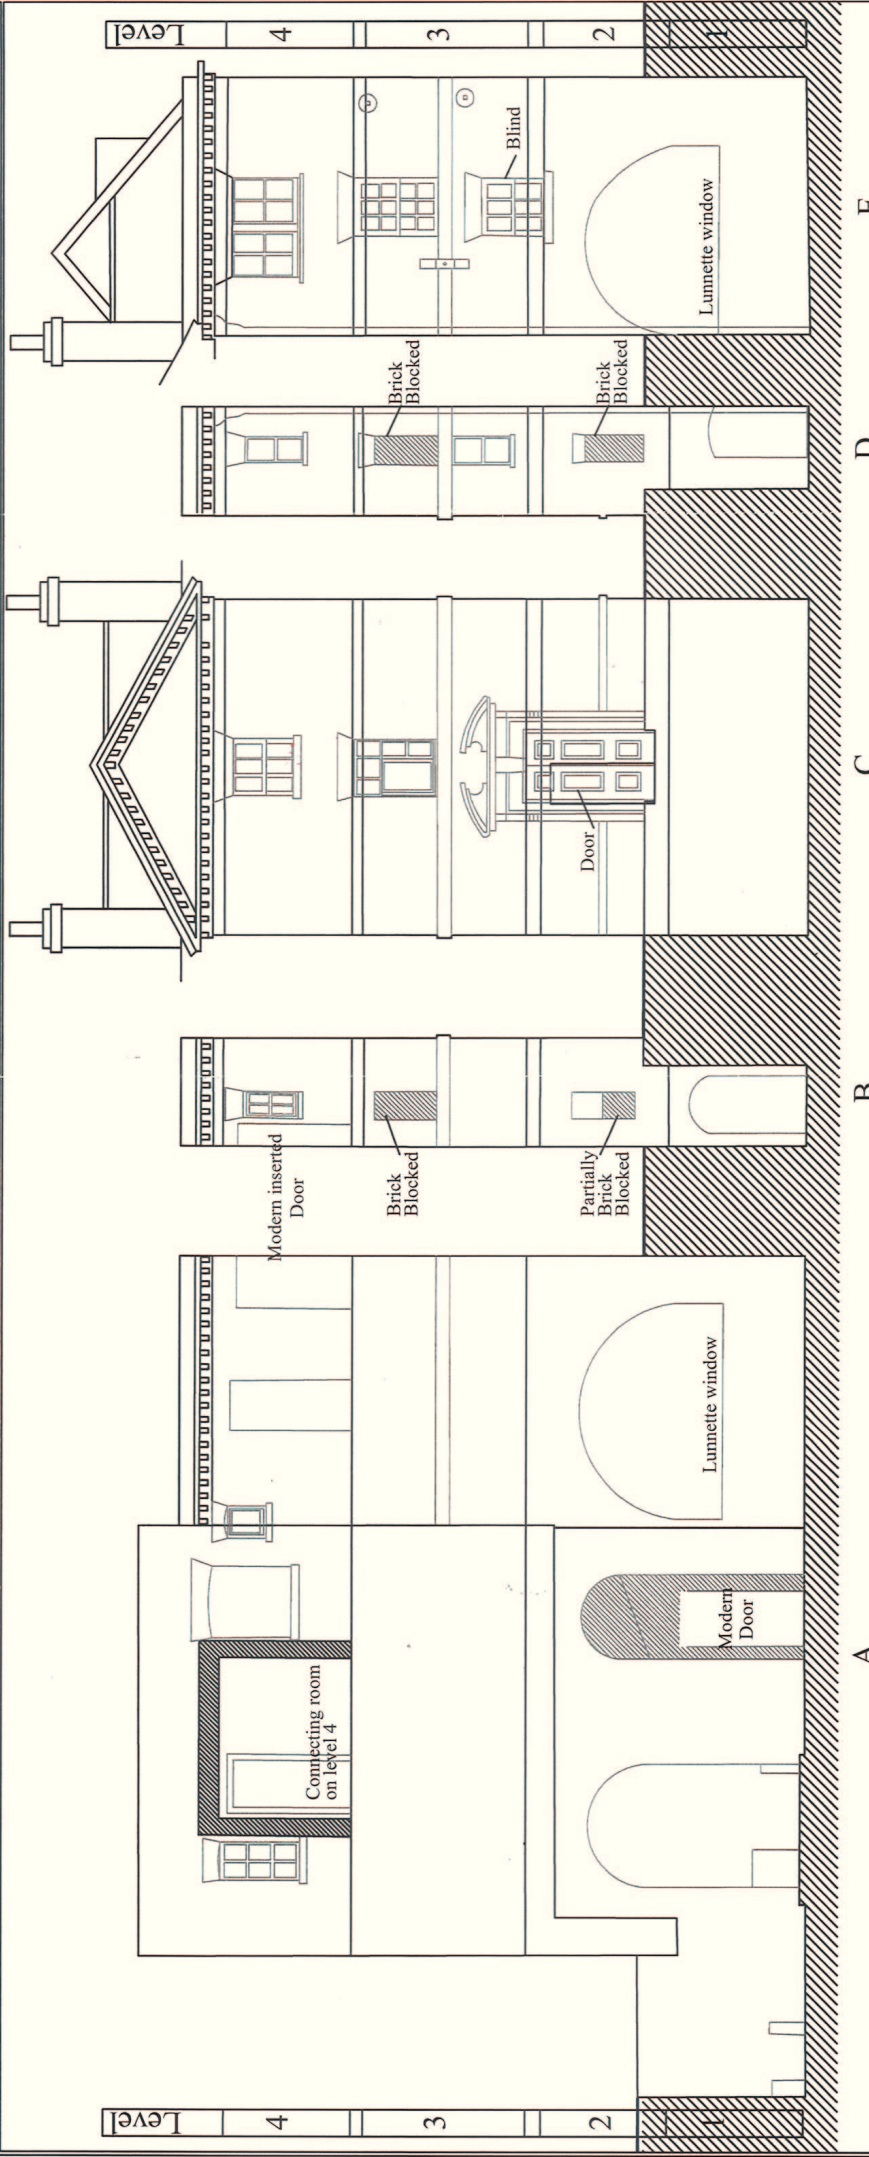 Level
4
3
2
1
Modern inserted
Door
Brick
Blocked
Brick
Blocked
Brick
Blocked
Partially
Brick
Blocked
Blind
Connecting room
on level 4
Door
Modern
Door
Lunnette window
Lunnette window
Level
4
3
2
1
A
B
C
D
E